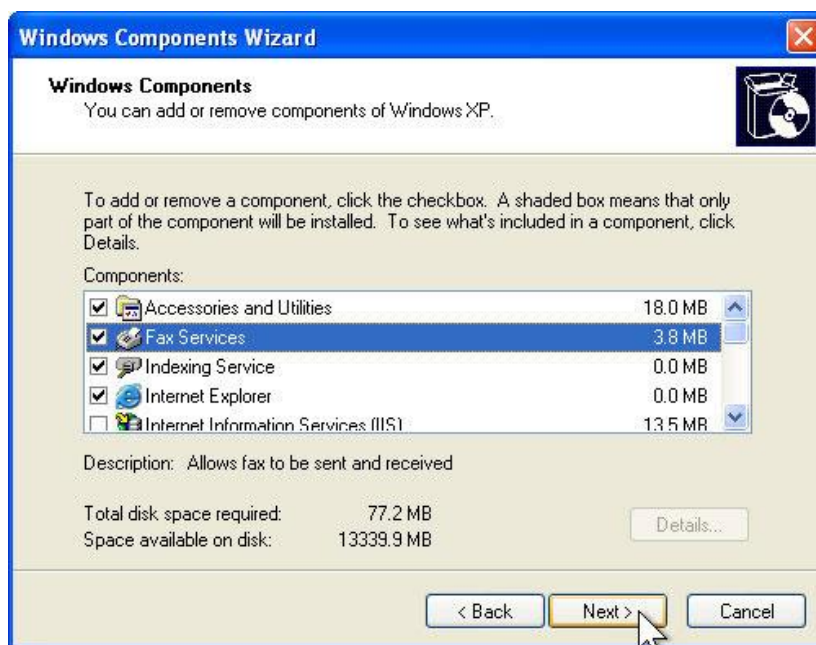 Windows Components Wizard
Windows Components
You can add or remove components of Windows XP.
To add or remove a component, click the checkbox. A shaded box means that only
part of the component will be installed. To see what's included in a component, click
Details.
Components:
Accessories and Utilities 18.0 MB
Fax Services 3.8 MB
Indexing Service 0.0 MB
Internet Explorer 0.0 MB
Internet Information Services (IIS) 13.5 MB
Description: Allows fax to be sent and received
Total disk space required: 77.2 MB
Space available on disk: 13339.9 MB
Details...
< Back Next > Cancel